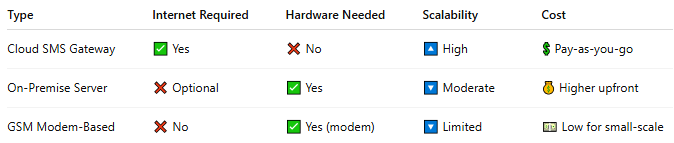 Type Internet Required Hardware Needed Scalability Cost
Cloud SMS Gateway ✅ Yes ❌ No 🔼 High 💲 Pay-as-you-go
On-Premise Server ❌ Optional ✅ Yes 🔽 Moderate 💰 Higher upfront
GSM Modem-Based ❌ No ✅ Yes (modem) 🔽 Limited 💵 Low for small-scale